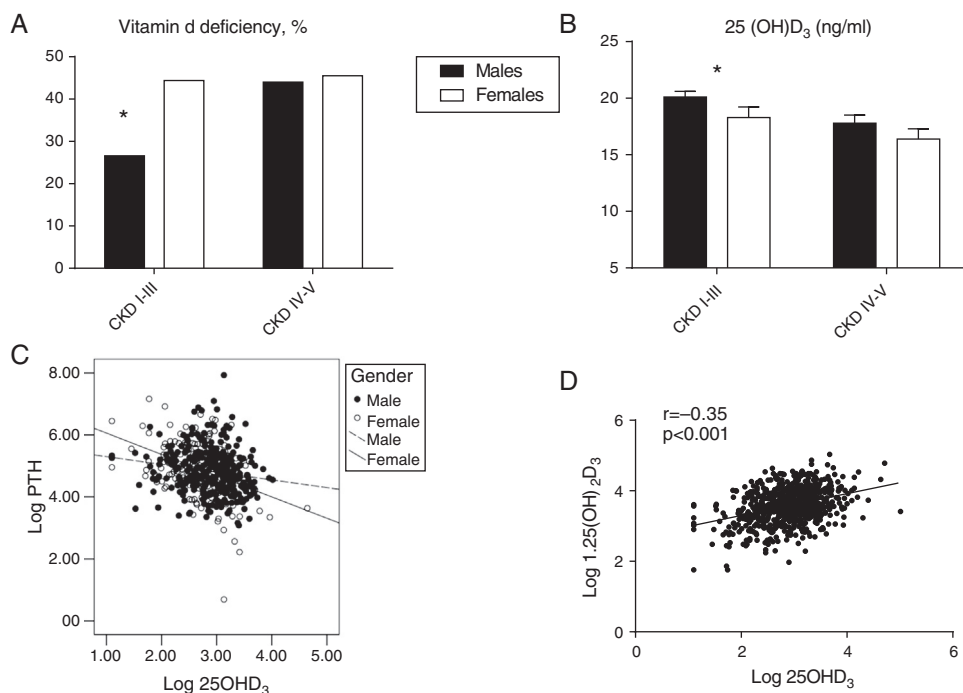 A
Vitamin d deficiency, %
50
40
30
20
10
0
*
CKD I-III
CKD IV-V
Males
Females
B
25 (OH)D3 (ng/ml)
20
15
10
5
*
CKD I-III
CKD IV-V
C
Log PTH
8.00
6.00
4.00
2.00
00
1.00 2.00 3.00 4.00 5.00
Log 25OHD3
Gender
Male
Female
Male
Female
D
r=–0.35
p<0.001
Log 1.25(OH) 2D3
6
4
2
0
0 2 4 6
Log 25OHD3